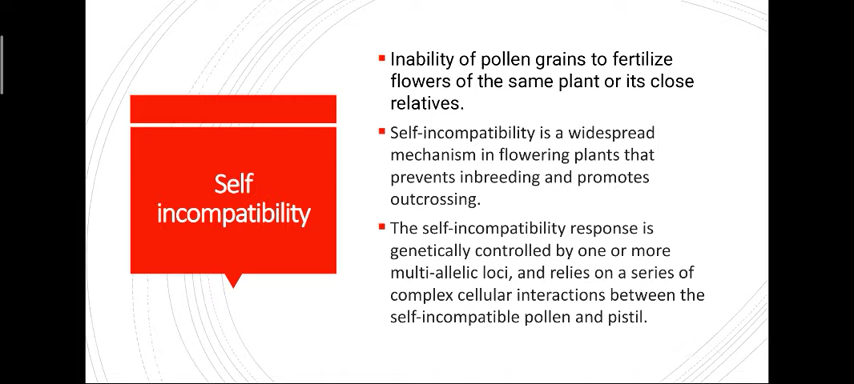 Self
incompatibility
▪ Inability of pollen grains to fertilize
flowers of the same plant or its close
relatives.
▪ Self-incompatibility is a widespread
mechanism in flowering plants that
prevents inbreeding and promotes
outcrossing.
▪ The self-incompatibility response is
genetically controlled by one or more
multi-allelic loci, and relies on a series of
complex cellular interactions between the
self-incompatible pollen and pistil.